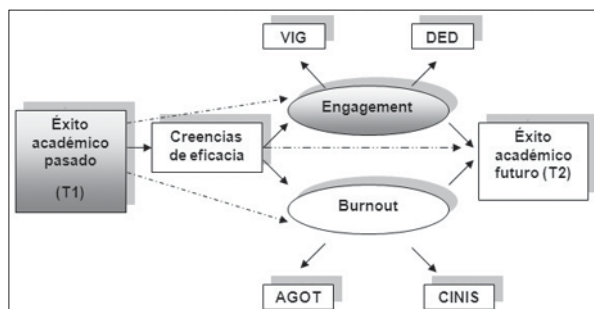 VIG
DED
Engagement
Éxito
académico
pasado
(T1)
Creencias
de eficacia
Éxito
académico
futuro (T2)
Burnout
AGOT
CINIS